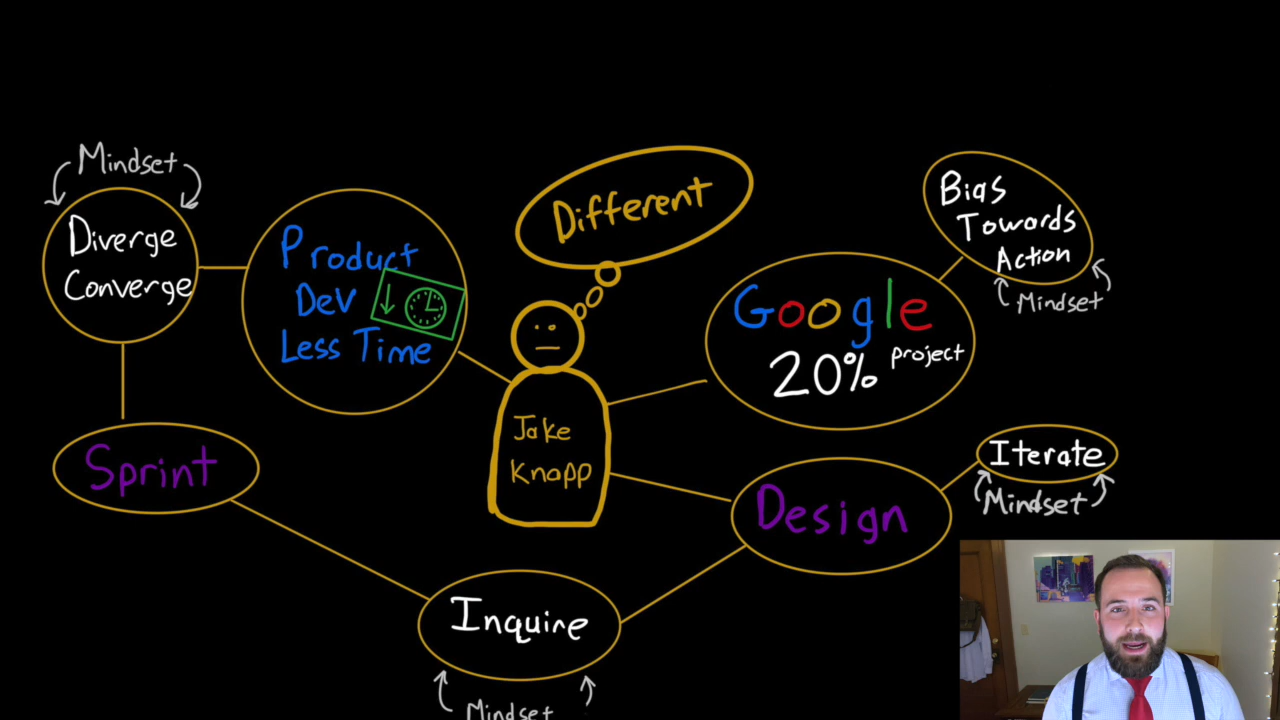 Mindset
Diverge
Converge
Product
Dev
Less Time
Different
Jake
Knapp
Google
20% project
Bias
Towards
Action
Mindset
Sprint
Design
Iterate
Mindset
Inquire
Mindset